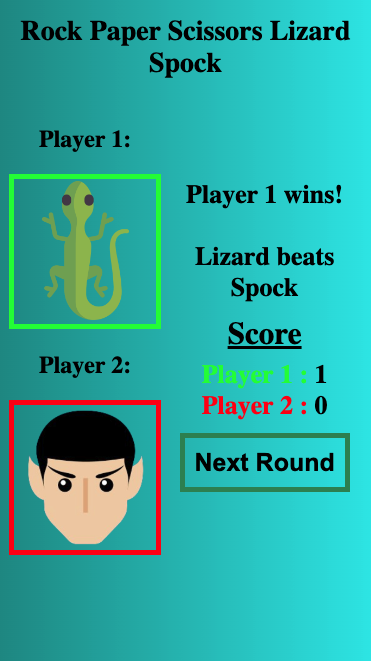 Rock Paper Scissors Lizard
Spock
Player 1:
Player 1 wins!
Lizard beats
Spock
Score
Player 1 : 1
Player 2 : 0
Player 2:
Next Round